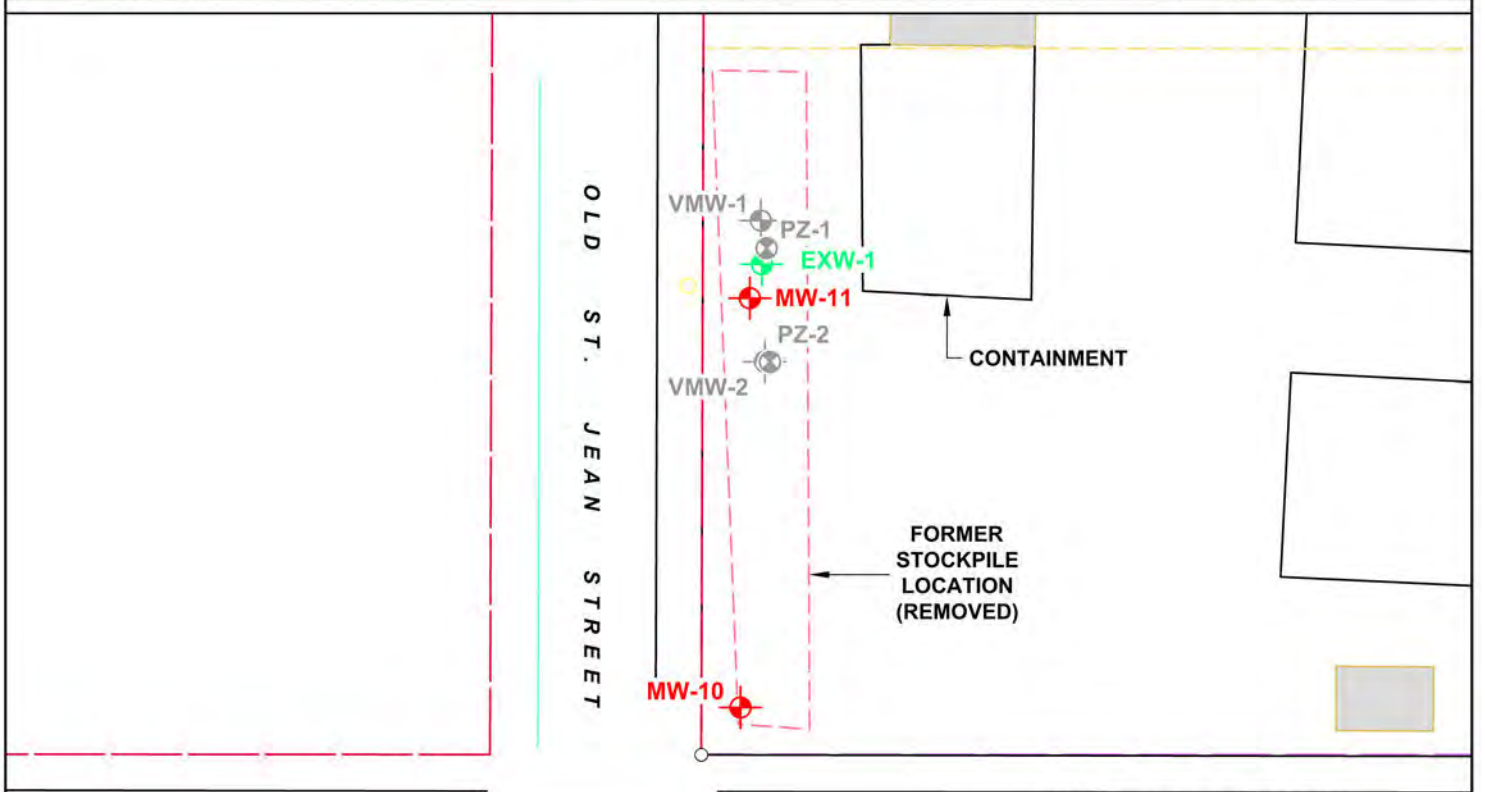 OLD ST. JEAN STREET
VMW-1
PZ-1
EXW-1
MW-11
PZ-2
VMW-2
CONTAINMENT
FORMER
STOCKPILE
LOCATION
(REMOVED)
MW-10